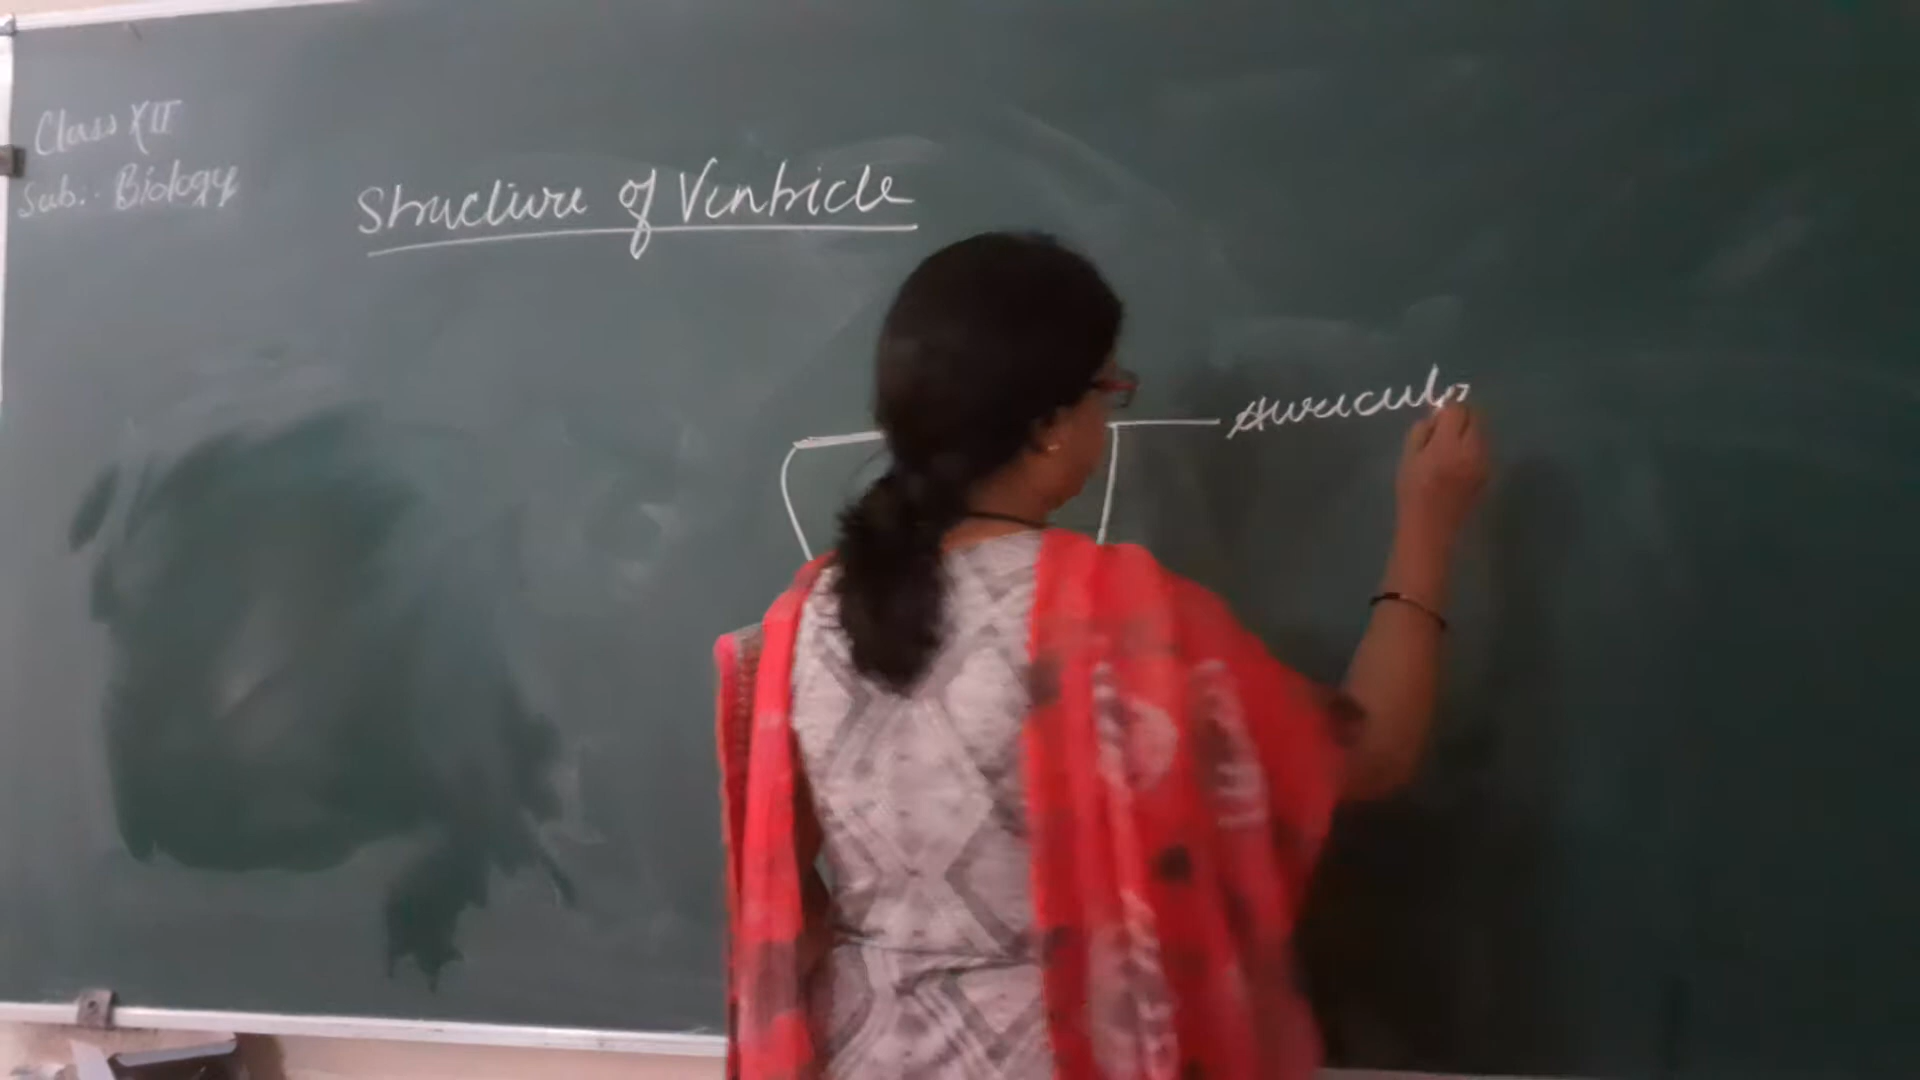 Class XII
Sub:- Biology
Structure of Ventricle